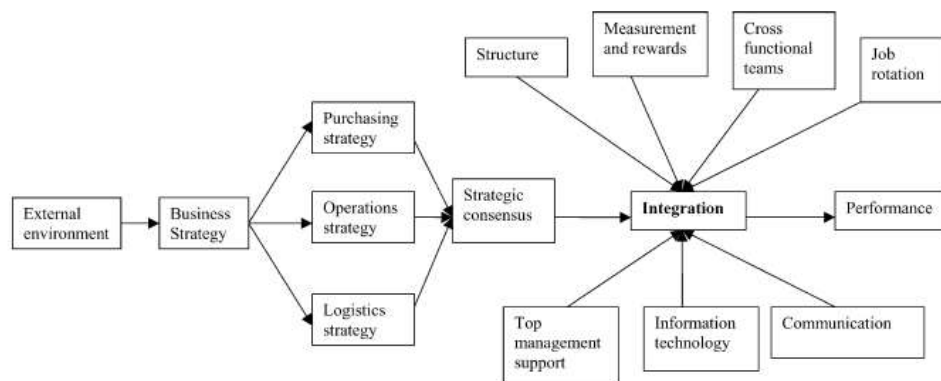 Structure
Measurement
and rewards
Cross
functional
teams
Job
rotation
Purchasing
strategy
External
environment
Business
Strategy
Operations
strategy
Strategic
consensus
Integration
Performance
Logistics
strategy
Top
management
support
Information
technology
Communication